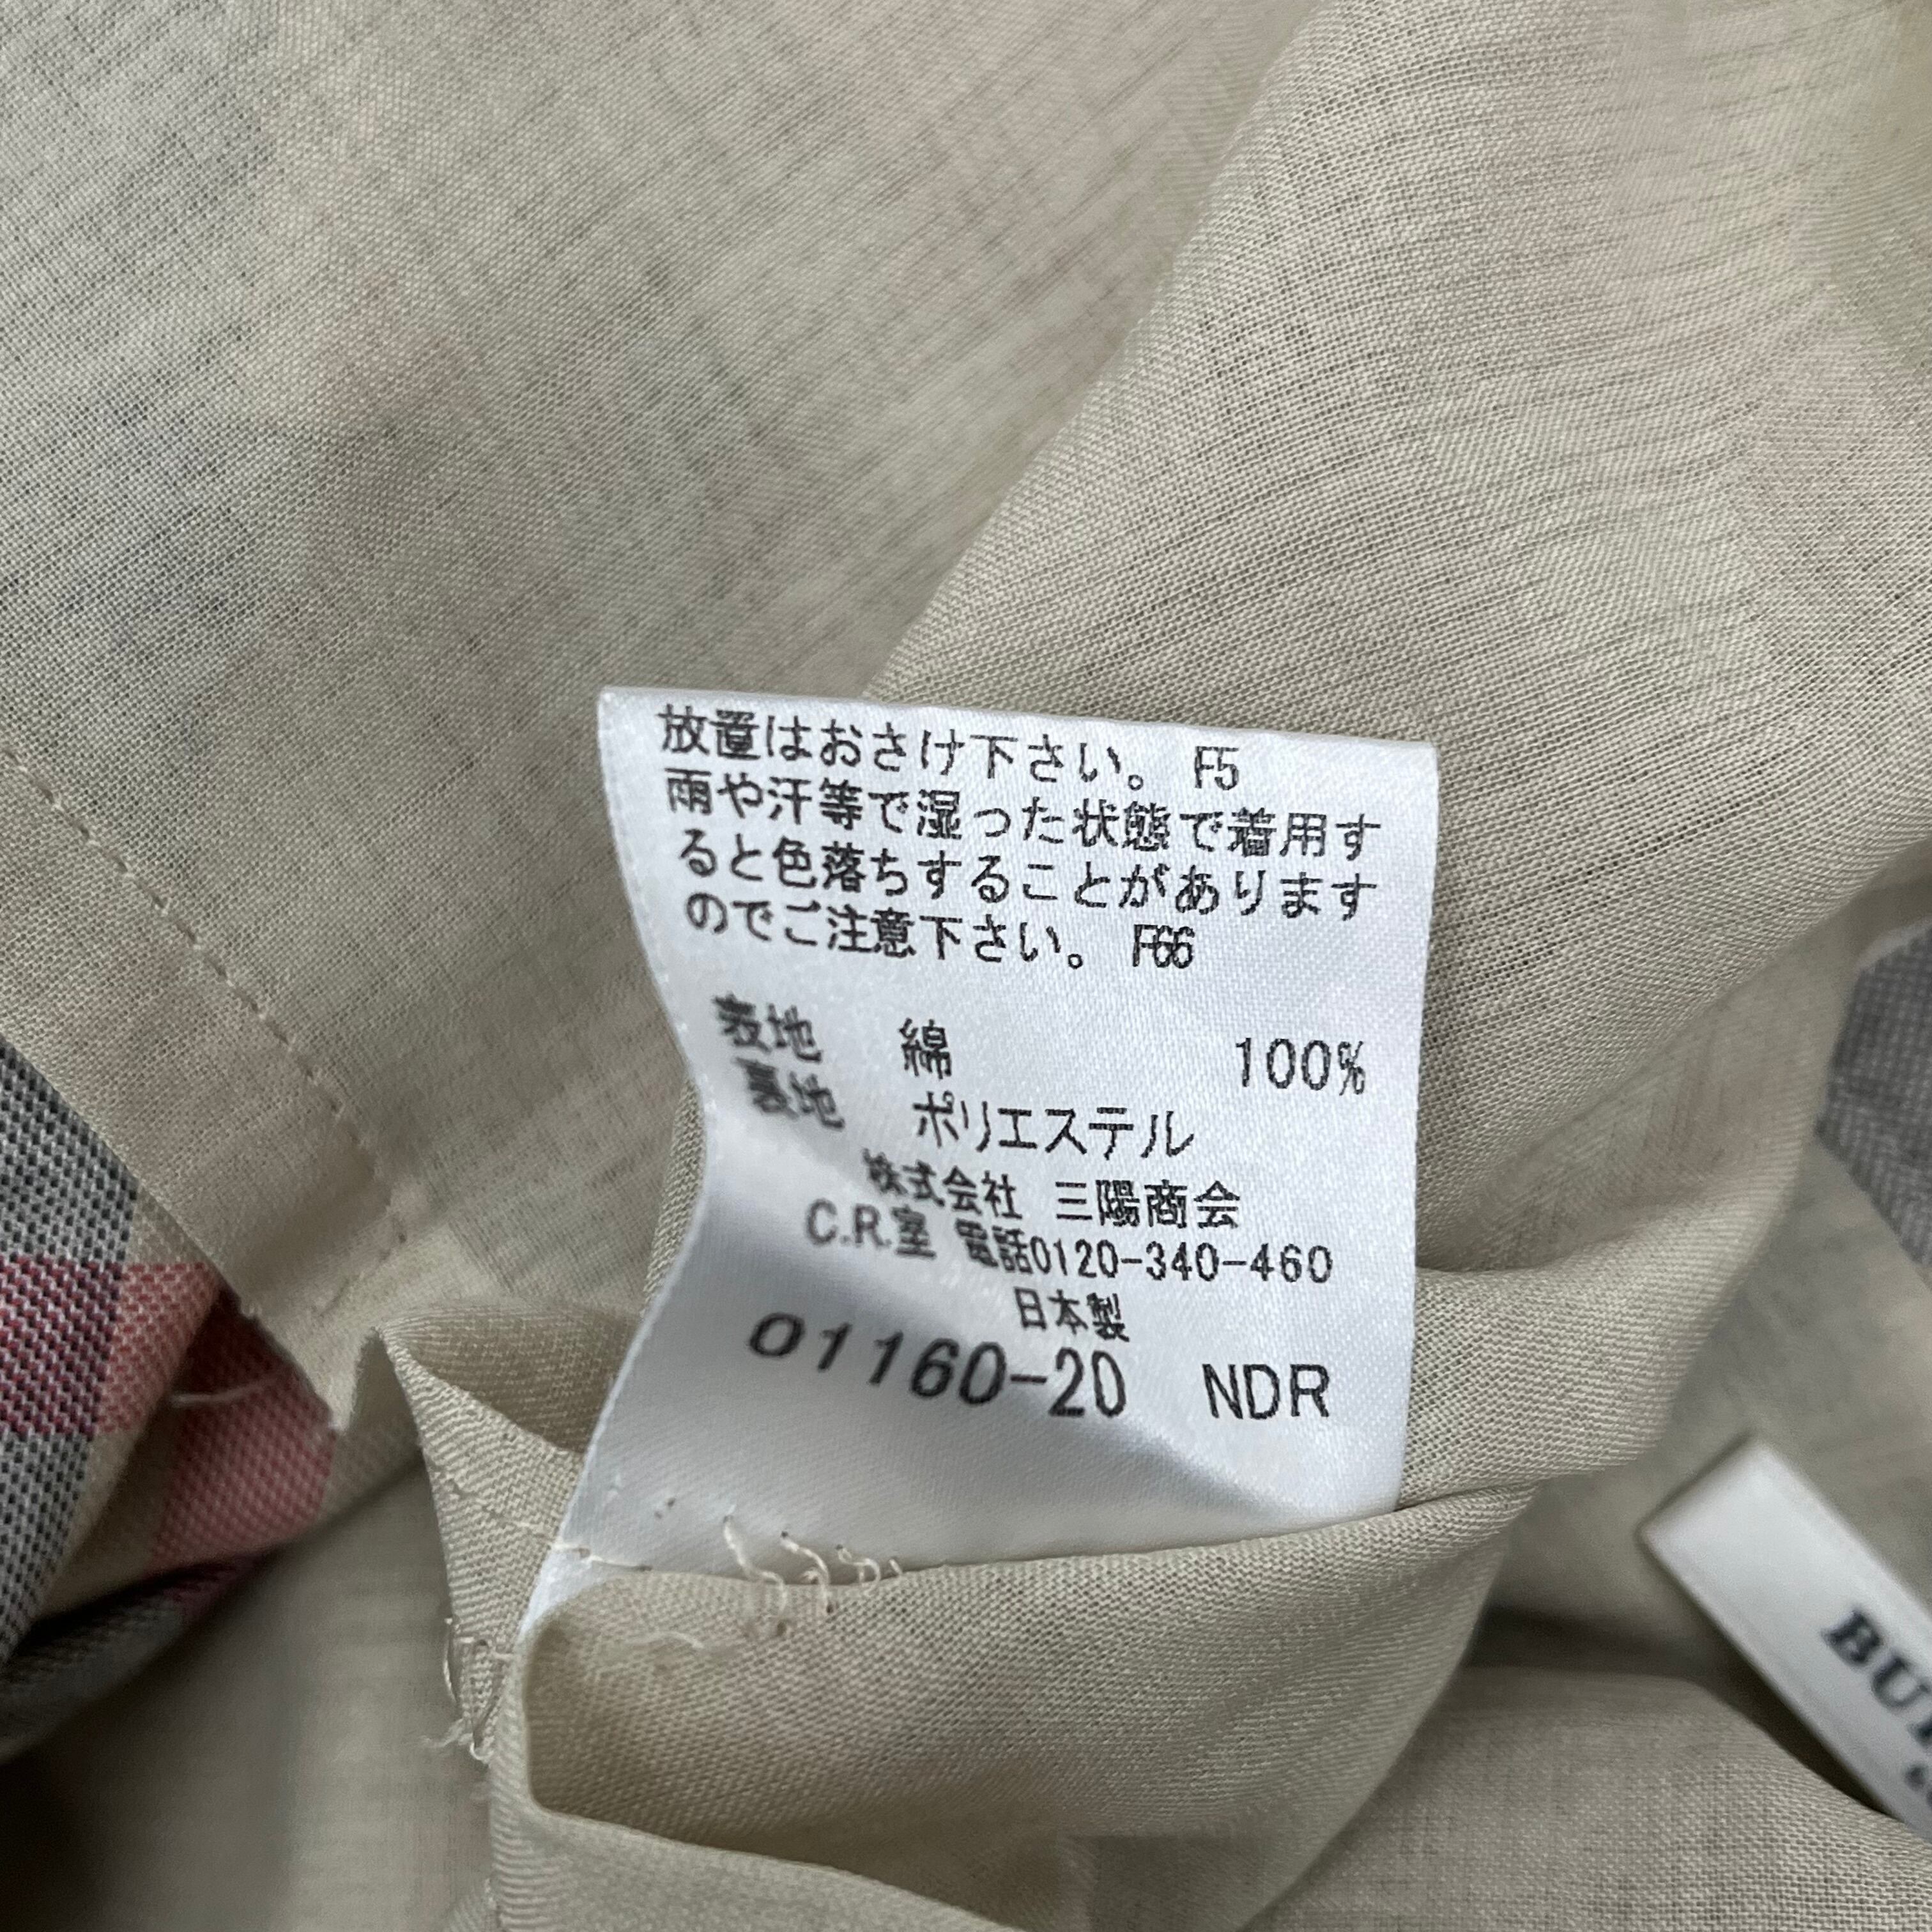 放置はおさけ下さい。 F5
雨や汗等で湿った状態で着用す
ると色落ちすることがあります
のでご注意下さい。 F66
表地 綿 100%
裏地 ポリエステル
株式会社 三陽商会
C.R.室 電話0120-340-460
日本製
01160-20 NDR